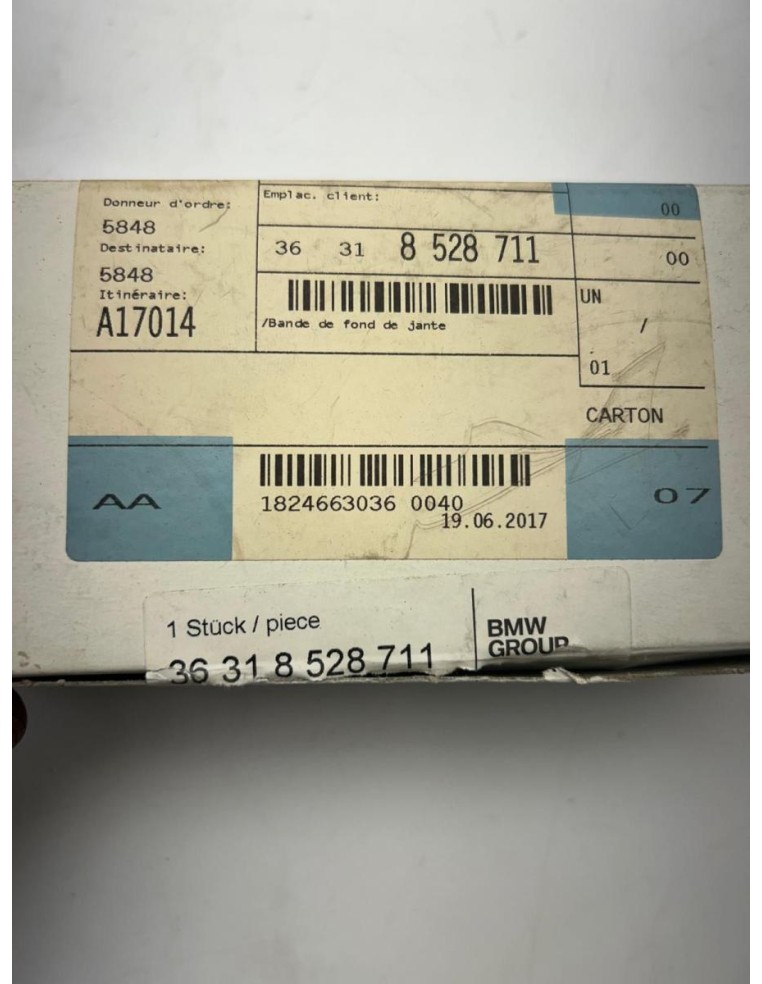 Donneur d'ordre:
5848
Destinataire:
5848
Itinéraire:
A17014
Emplac. client:
36 31 8 528 711
/Bande de fond de jante
00
00
UN
/
01
CARTON
AA
1824663036 0040
19.06.2017
07
1 Stück / piece
36 31 8 528 711
BMW
GROUP